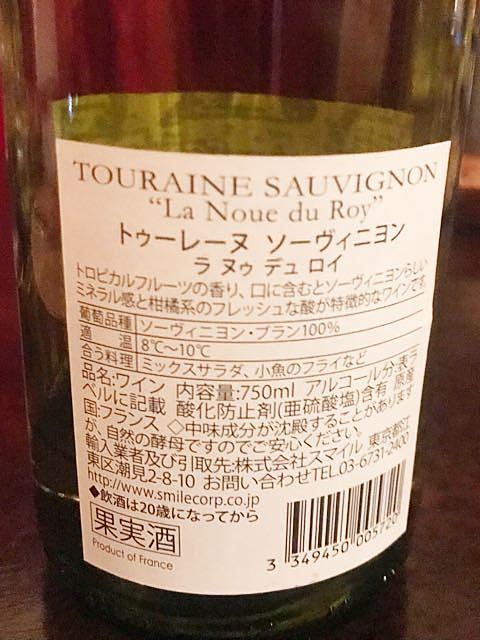 TOURAINE SAUVIGNON
“La Noue du Roy”
トゥーレーヌ ソーヴィニヨン
ラ ヌゥ デュ ロイ
トロピカルフルーツの香り、口に含むとソーヴィニヨンらしい
ミネラル感と柑橘系のフレッシュな酸が特徴的なワインです。
葡萄品種 ソーヴィニヨン・ブラン100%
適 温 8℃〜10℃
合う料理 ミックスサラダ、小魚のフライなど
品名:ワイン 内容量:750ml アルコール分:表ラ
ベルに記載 酸化防止剤(亜硫酸塩)含有 原産
国:フランス ◇中味成分が沈殿することがあります
が、自然の酵母ですのでご安心ください。
輸入業者及び引取先:株式会社スマイル 東京都江
東区潮見2-8-10 お問い合わせTEL.03-6731-2400
http://www.smilecorp.co.jp
◆飲酒は20歳になってから
果実酒
Product of France
3 349450 005720